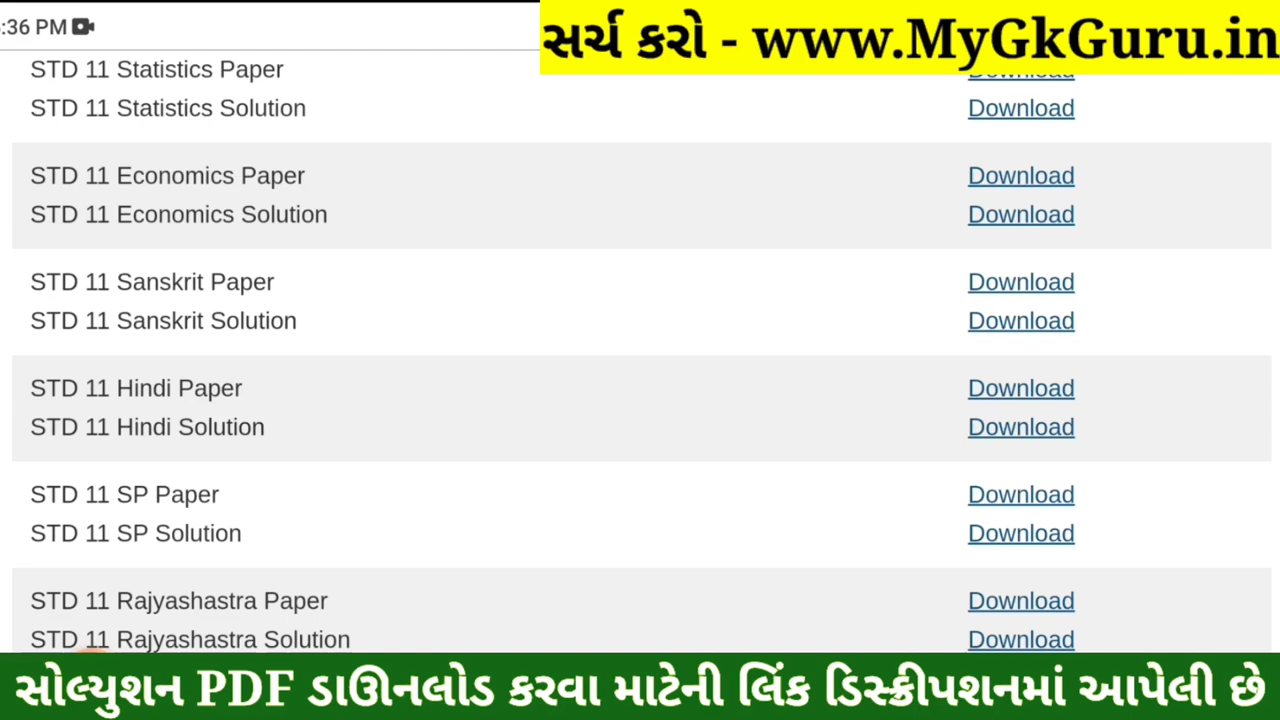 :36 PM
સર્ચ કરો - www.MyGkGuru.in
STD 11 Statistics Paper Download
STD 11 Statistics Solution Download
STD 11 Economics Paper Download
STD 11 Economics Solution Download
STD 11 Sanskrit Paper Download
STD 11 Sanskrit Solution Download
STD 11 Hindi Paper Download
STD 11 Hindi Solution Download
STD 11 SP Paper Download
STD 11 SP Solution Download
STD 11 Rajyashastra Paper Download
STD 11 Rajyashastra Solution Download
સોલ્યુશન PDF ડાઊનલોડ કરવા માટેની લિંક ડિસ્ક્રીપશનમાં આપેલી છે